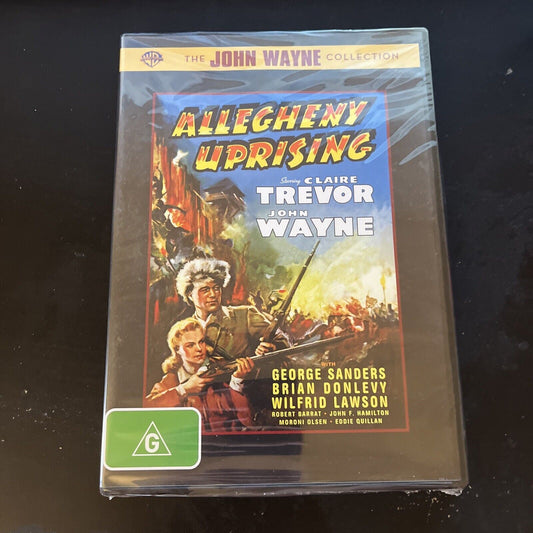 WB
THE JOHN WAYNE COLLECTION
ALLEGHENY
UPRISING
Starring CLAIRE
TREVOR
JOHN
WAYNE
WITH
GEORGE SANDERS
BRIAN DONLEVY
WILFRID LAWSON
ROBERT BARRAT · JOHN F. HAMILTON
MORONI OLSEN · EDDIE QUILLAN
G